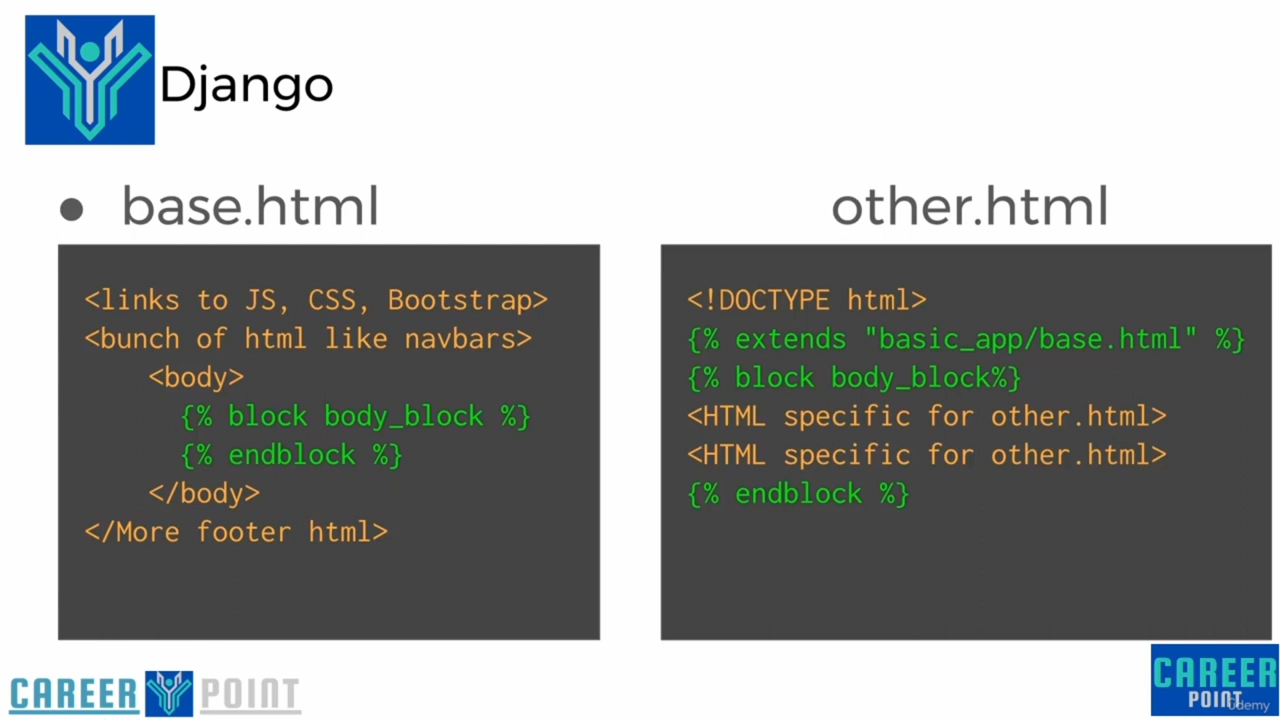 Django
● base.html
<links to JS, CSS, Bootstrap>
<bunch of html like navbars>
<body>
{% block body_block %}
{% endblock %}
</body>
</More footer html>
other.html
<!DOCTYPE html>
{% extends "basic_app/base.html" %}
{% block body_block%}
<HTML specific for other.html>
<HTML specific for other.html>
{% endblock %}
CAREER POINT
CAREER
POINT
Udemy